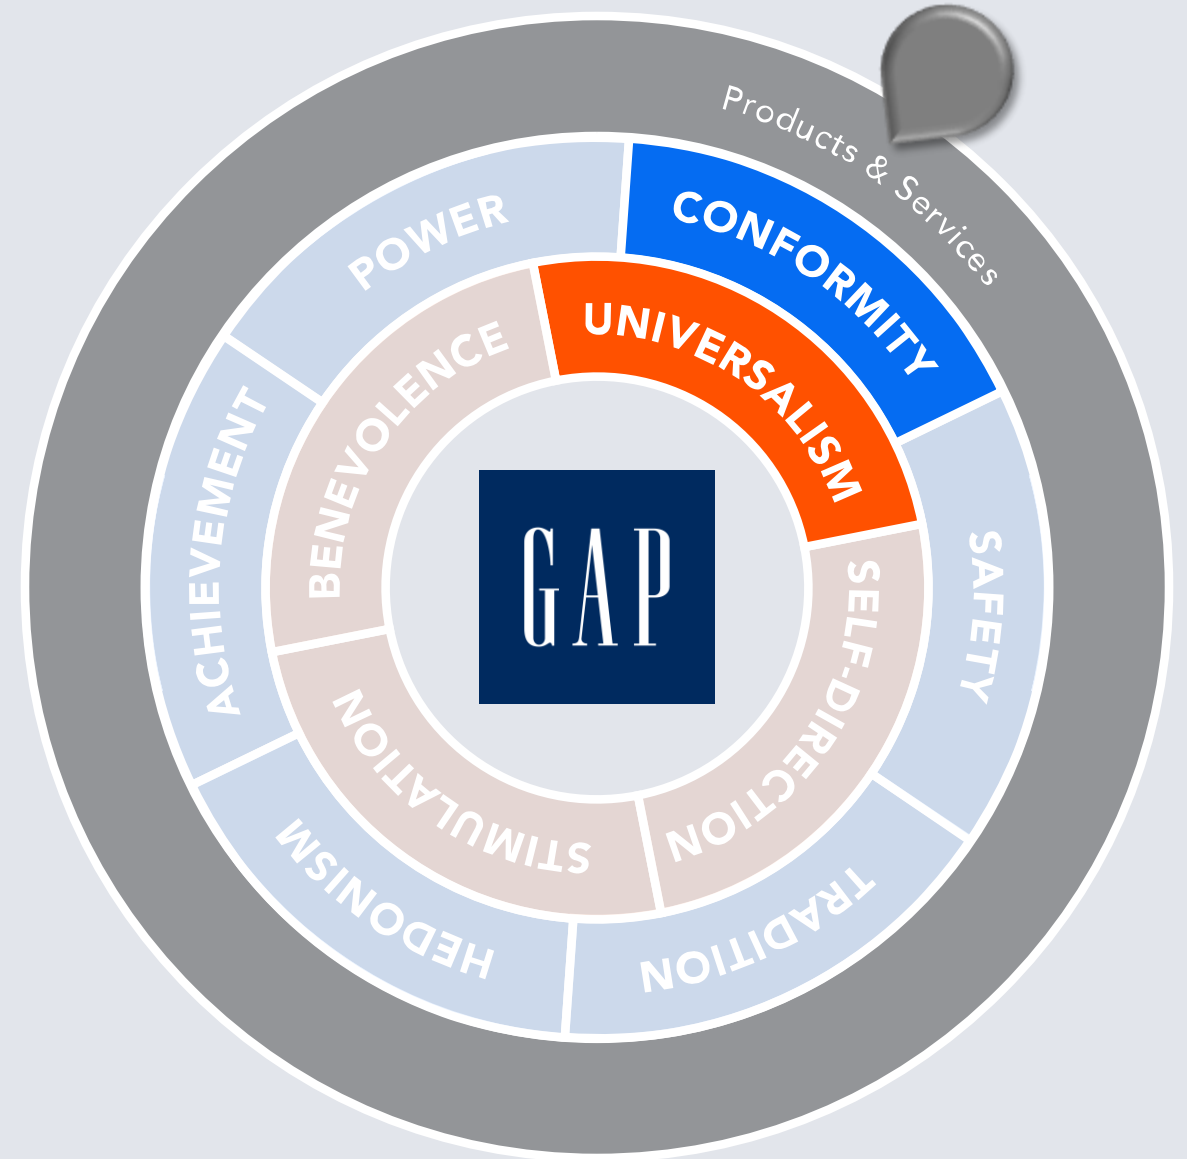 Products & Services
POWER
CONFORMITY
BENEVOLENCE
UNIVERSALISM
ACHIEVEMENT
GAP
SAFETY
SELF-DIRECTION
STIMULATION
HEDONISM
TRADITION